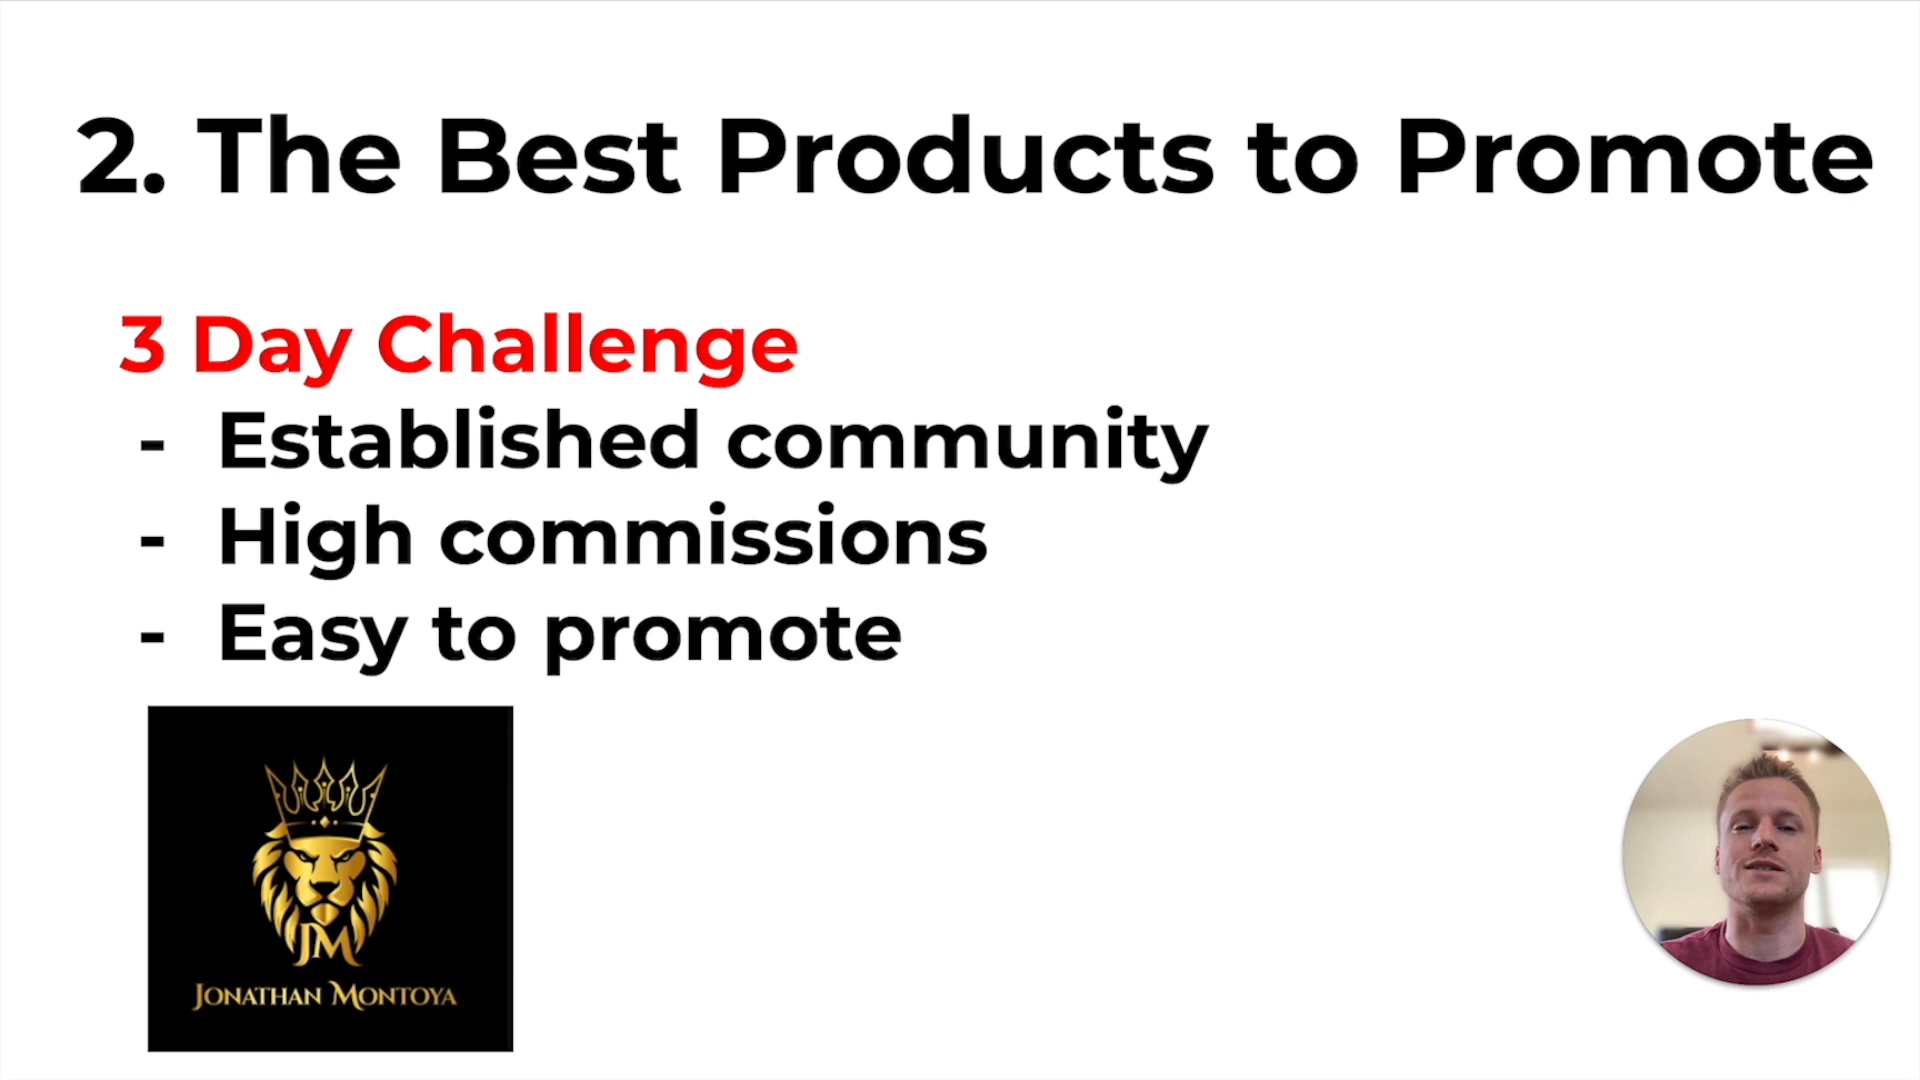 2. The Best Products to Promote
3 Day Challenge
- Established community
- High commissions
- Easy to promote
JM
JONATHAN MONTOYA